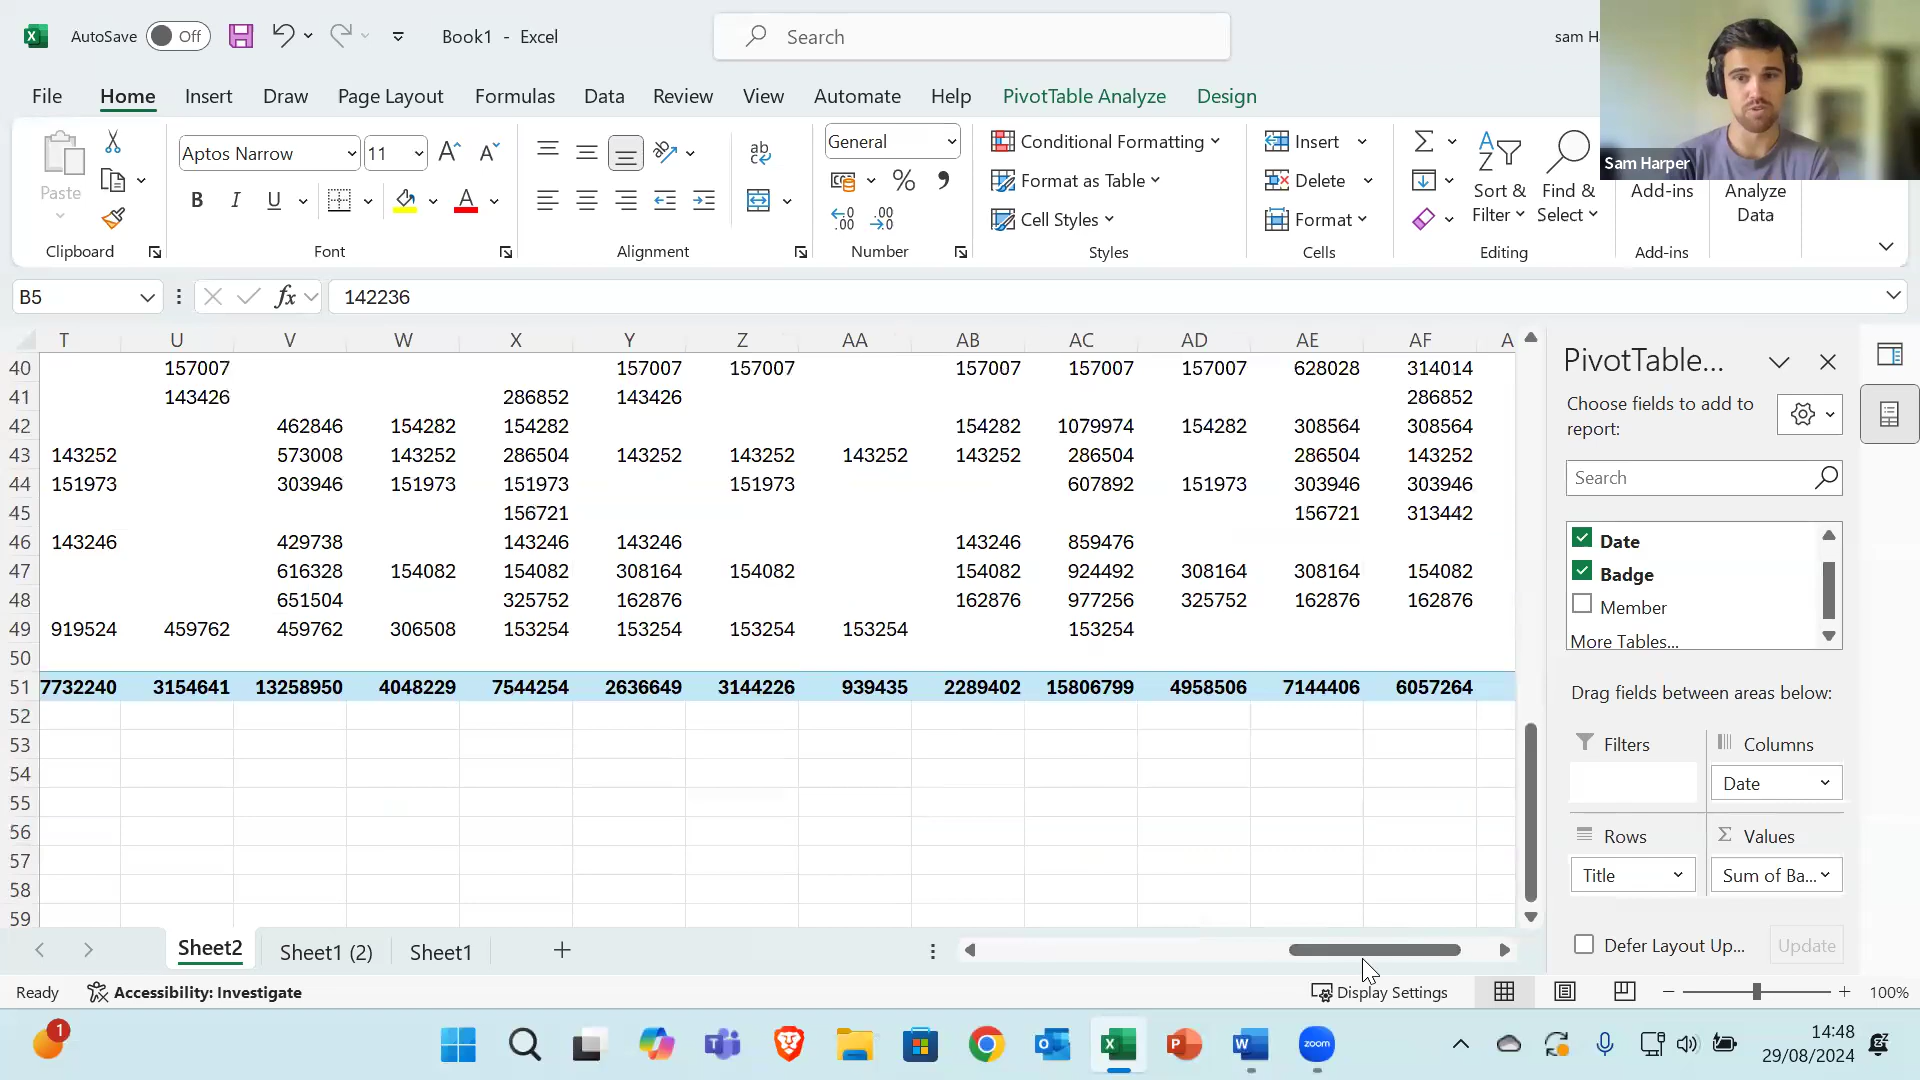 AutoSave Off Book1 - Excel Search sam H
File Home Insert Draw Page Layout Formulas Data Review View Automate Help PivotTable Analyze Design
Paste
Clipboard
Aptos Narrow 11
B I U A
Font
ab
Alignment
General
% ,
Number
Conditional Formatting
Format as Table
Cell Styles
Styles
Insert
Delete
Format
Cells
Sort & Filter
Find & Select
Editing
Add-ins
Add-ins
Analyze Data
Sam Harper
B5 fx 142236
T U V W X Y Z AA AB AC AD AE AF A
40 157007 157007 157007 157007 157007 157007 628028 314014
41 143426 286852 143426 286852
42 462846 154282 154282 154282 1079974 154282 308564 308564
43 143252 573008 143252 286504 143252 143252 143252 143252 286504 286504 143252
44 151973 303946 151973 151973 151973 607892 151973 303946 303946
45 156721 156721 313442
46 143246 429738 143246 143246 143246 859476
47 616328 154082 154082 308164 154082 154082 924492 308164 308164 154082
48 651504 325752 162876 162876 977256 325752 162876 162876
49 919524 459762 459762 306508 153254 153254 153254 153254 153254
50
51 7732240 3154641 13258950 4048229 7544254 2636649 3144226 939435 2289402 15806799 4958506 7144406 6057264
52
53
54
55
56
57
58
59
PivotTable...
Choose fields to add to
report:
Search
Date
Badge
Member
More Tables...
Drag fields between areas below:
Filters Columns
Date
Rows Values
Title Sum of Ba...
Defer Layout Up... Update
Sheet2 Sheet1 (2) Sheet1
Ready Accessibility: Investigate Display Settings 100%
1 zoom 14:48
29/08/2024